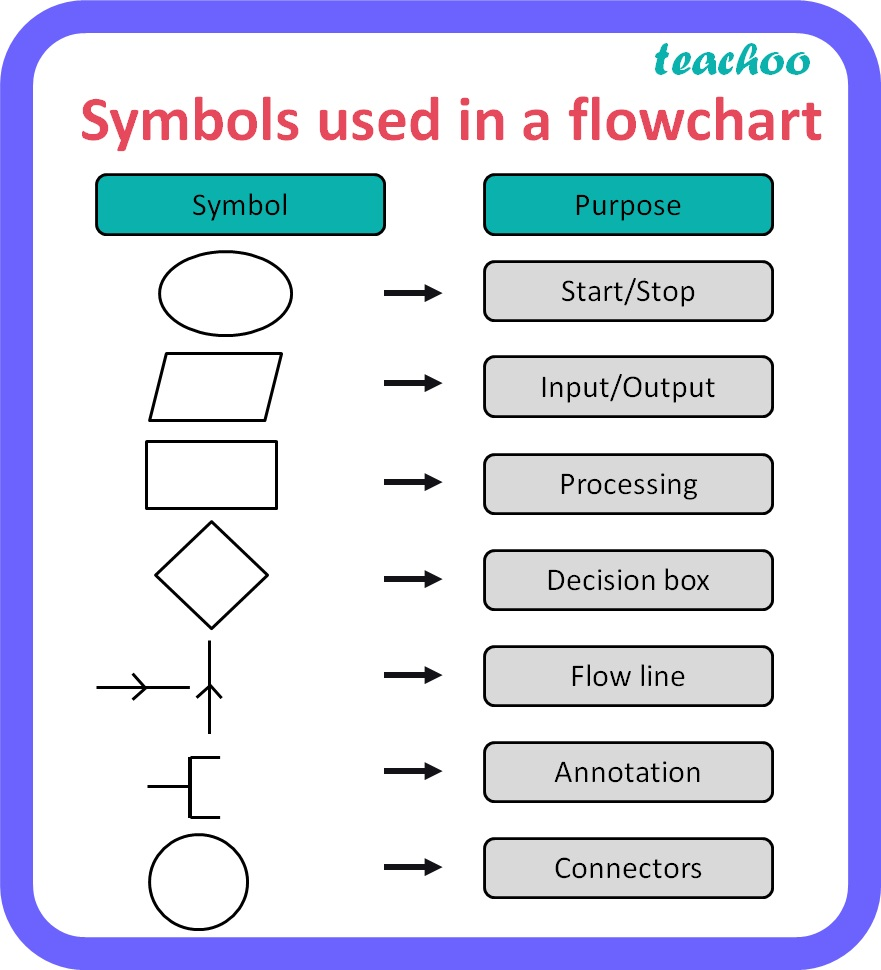 teachoo
Symbols used in a flowchart
Symbol
Purpose
Start/Stop
Input/Output
Processing
Decision box
Flow line
Annotation
Connectors